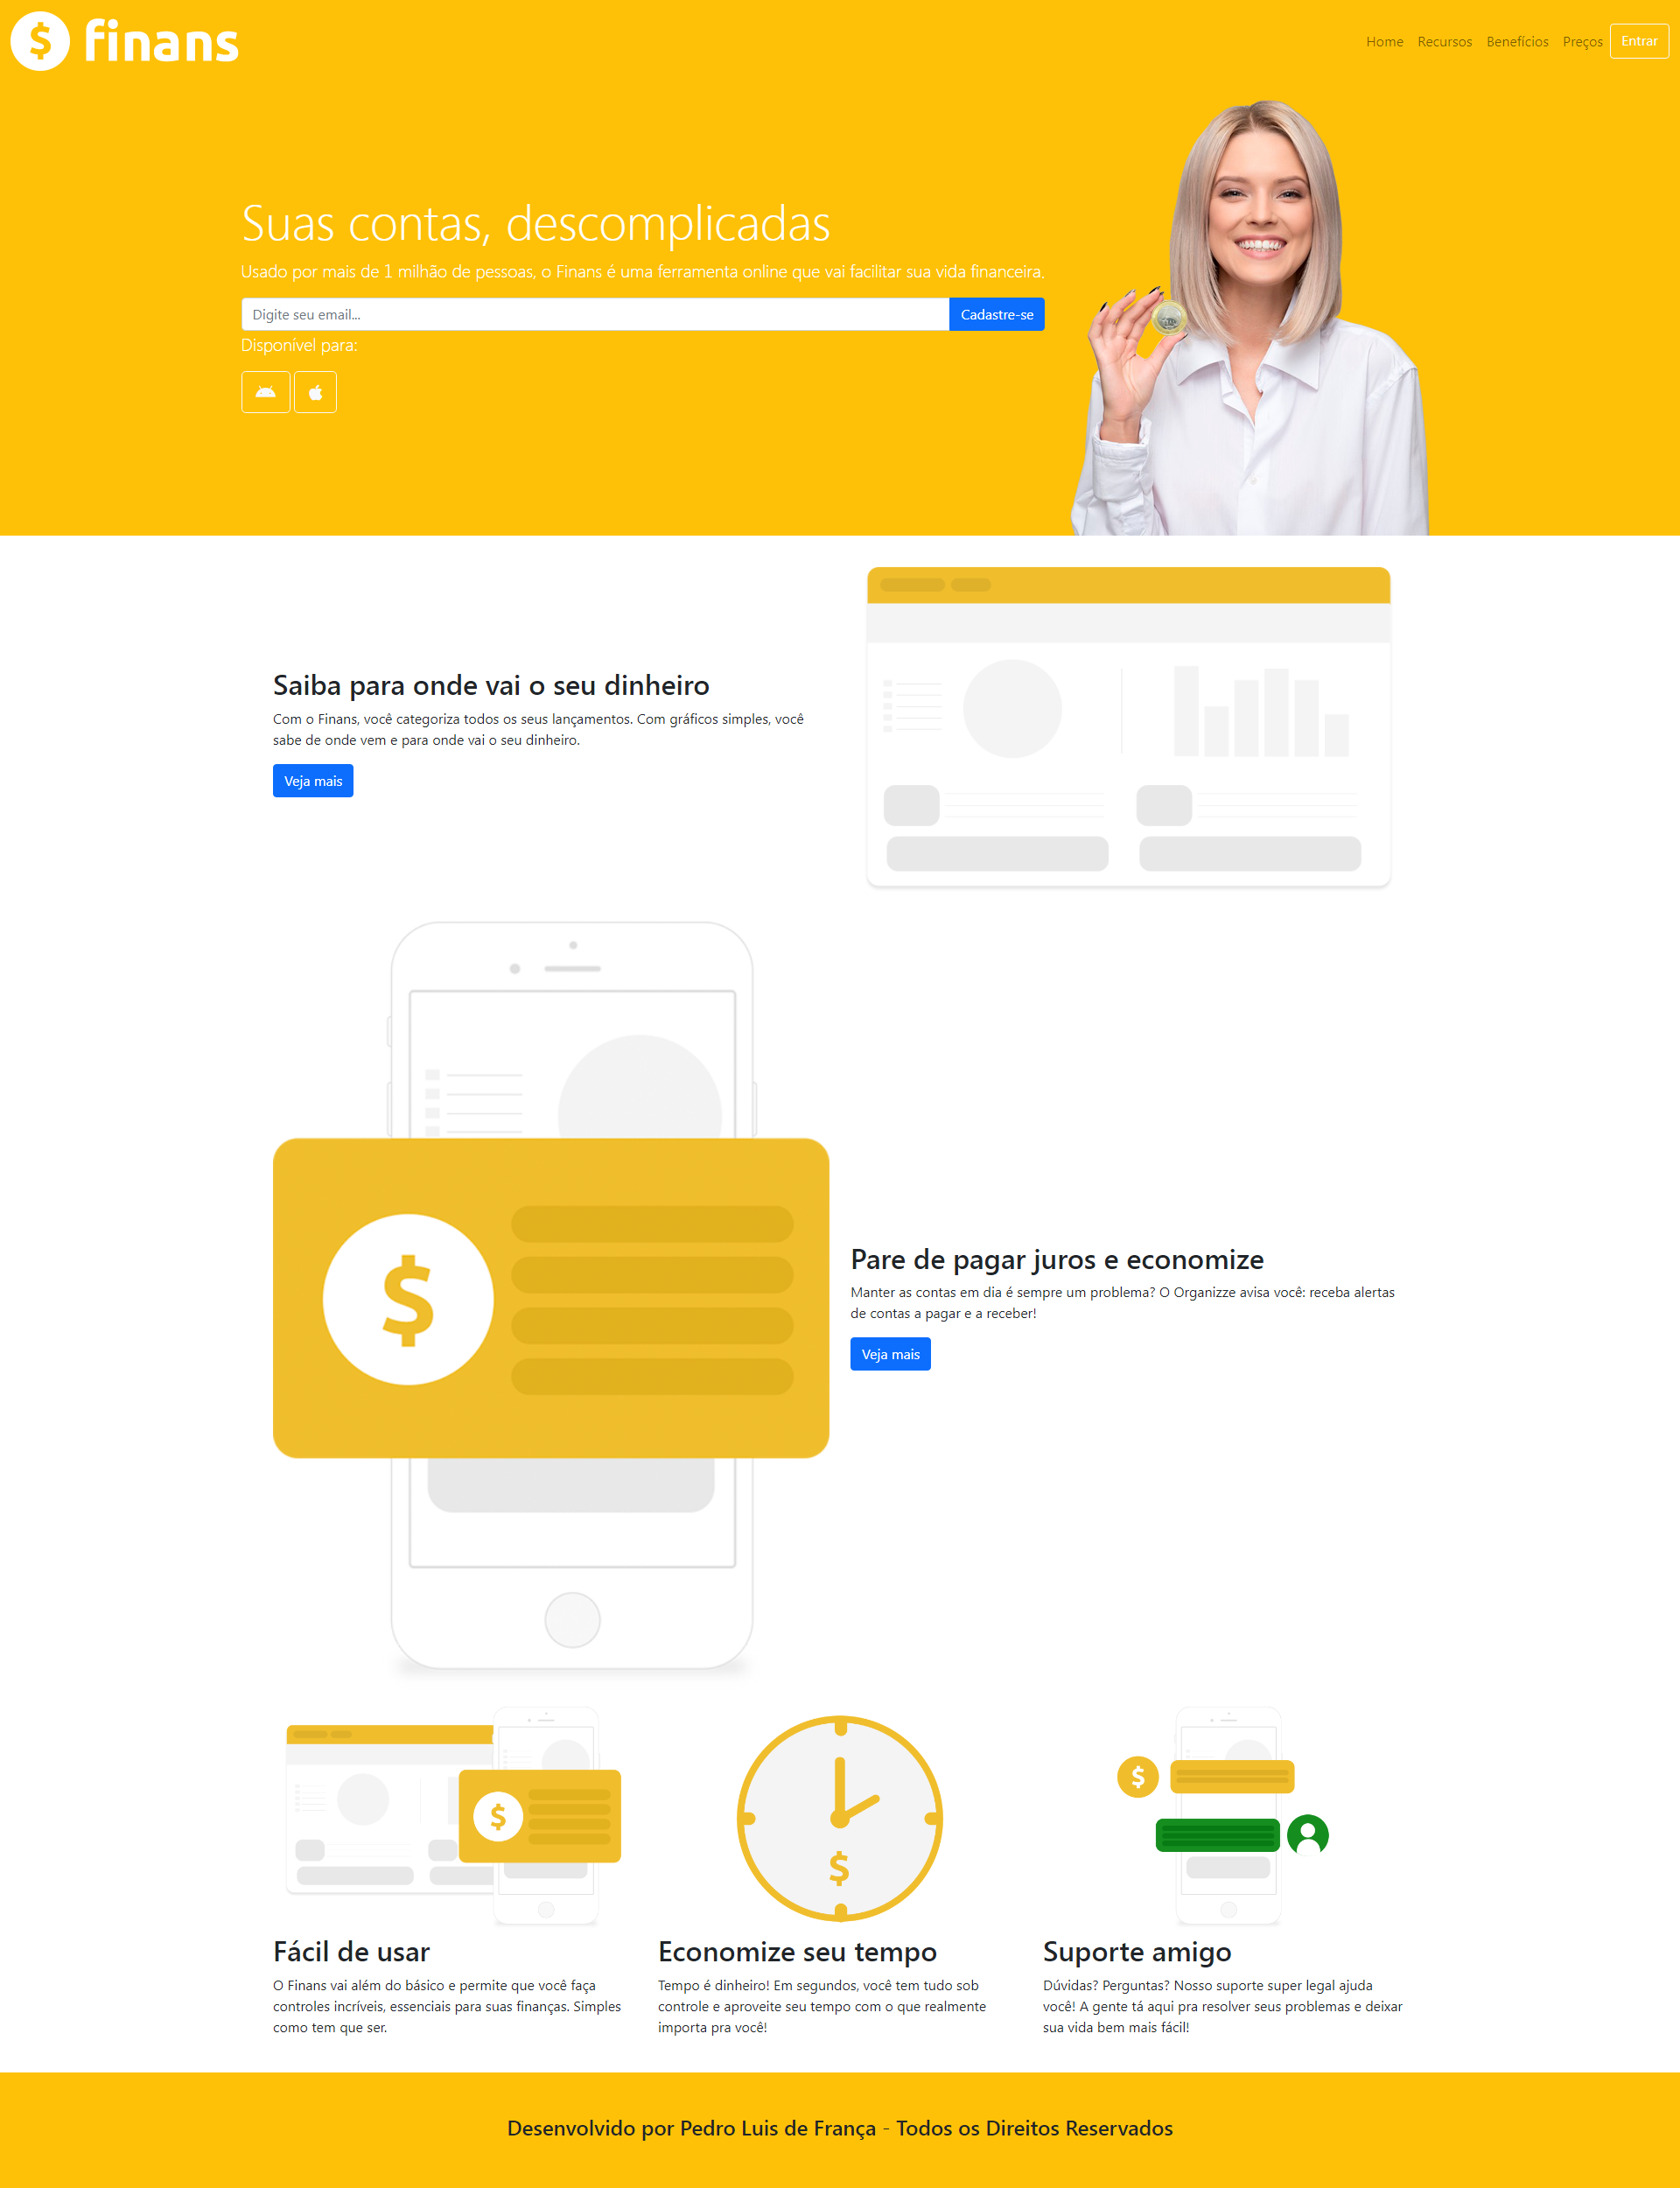 $ finans
Home Recursos Benefícios Preços Entrar
Suas contas, descomplicadas
Usado por mais de 1 milhão de pessoas, o Finans é uma ferramenta online que vai facilitar sua vida financeira.
Digite seu email... Cadastre-se
Disponível para:
Saiba para onde vai o seu dinheiro
Com o Finans, você categoriza todos os seus lançamentos. Com gráficos simples, você
sabe de onde vem e para onde vai o seu dinheiro.
Veja mais
$
Pare de pagar juros e economize
Manter as contas em dia é sempre um problema? O Organizze avisa você: receba alertas
de contas a pagar e a receber!
Veja mais
$
$
$
Fácil de usar
O Finans vai além do básico e permite que você faça
controles incríveis, essenciais para suas finanças. Simples
como tem que ser.
Economize seu tempo
Tempo é dinheiro! Em segundos, você tem tudo sob
controle e aproveite seu tempo com o que realmente
importa pra você!
Suporte amigo
Dúvidas? Perguntas? Nosso suporte super legal ajuda
você! A gente tá aqui pra resolver seus problemas e deixar
sua vida bem mais fácil!
Desenvolvido por Pedro Luis de França - Todos os Direitos Reservados